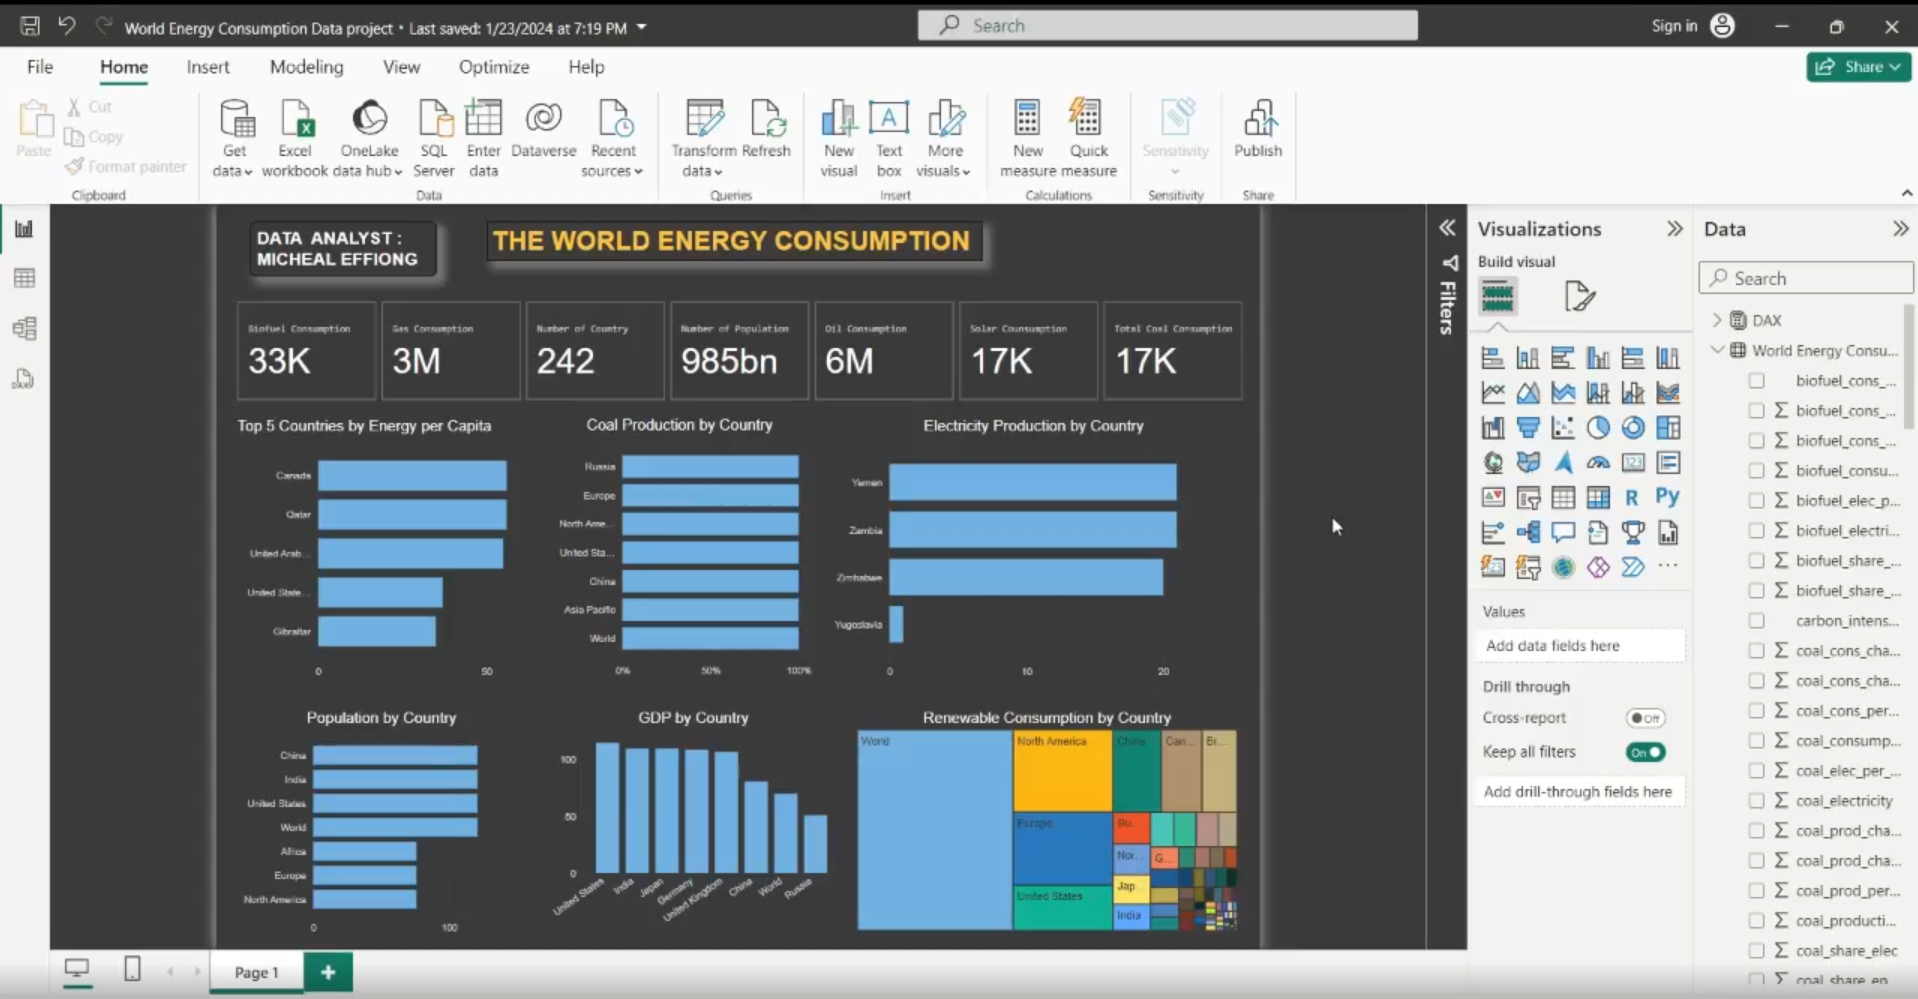 World Energy Consumption Data project • Last saved: 1/23/2024 at 7:19 PM
Search
Sign in
File
Home
Insert
Modeling
View
Optimize
Help
Share
Paste
Cut
Copy
Format painter
Clipboard
Get data
Excel workbook
OneLake data hub
SQL Server
Enter data
Dataverse
Recent sources
Data
Transform data
Refresh
Queries
New visual
Text box
More visuals
Insert
New measure
Quick measure
Calculations
Sensitivity
Sensitivity
Publish
Share
DATA ANALYST :
MICHEAL EFFIONG
THE WORLD ENERGY CONSUMPTION
Biofuel Consumption
33K
Gas Consumption
3M
Number of Country
242
Number of Population
985bn
Oil Consumption
6M
Solar Counsumption
17K
Total Coal Consumption
17K
Top 5 Countries by Energy per Capita
Canada
Qatar
United Arab...
United State...
Gibraltar
0
50
Coal Production by Country
Russia
Europe
North Ame...
United Sta...
China
Asia Pacific
World
0%
50%
100%
Electricity Production by Country
Yemen
Zambia
Zimbabwe
Yugoslavia
0
10
20
Population by Country
China
India
United States
World
Africa
Europe
North America
0
100
GDP by Country
100
50
0
United States
India
Japan
Germany
United Kingdom
China
World
Russia
Renewable Consumption by Country
World
North America
China
Can...
Br...
Europe
Ru...
Nor...
G...
United States
Jap...
India
Filters
Visualizations
Build visual
123
R
Py
123
Values
Add data fields here
Drill through
Cross-report
Off
Keep all filters
On
Add drill-through fields here
Data
Search
DAX
World Energy Consu...
biofuel_cons_...
biofuel_cons_...
biofuel_cons_...
biofuel_consu...
biofuel_elec_p...
biofuel_electri...
biofuel_share_...
biofuel_share_...
carbon_intens...
coal_cons_cha...
coal_cons_cha...
coal_cons_per...
coal_consump...
coal_elec_per_...
coal_electricity
coal_prod_cha...
coal_prod_cha...
coal_prod_per...
coal_producti...
coal_share_elec
coal_share_en
Page 1